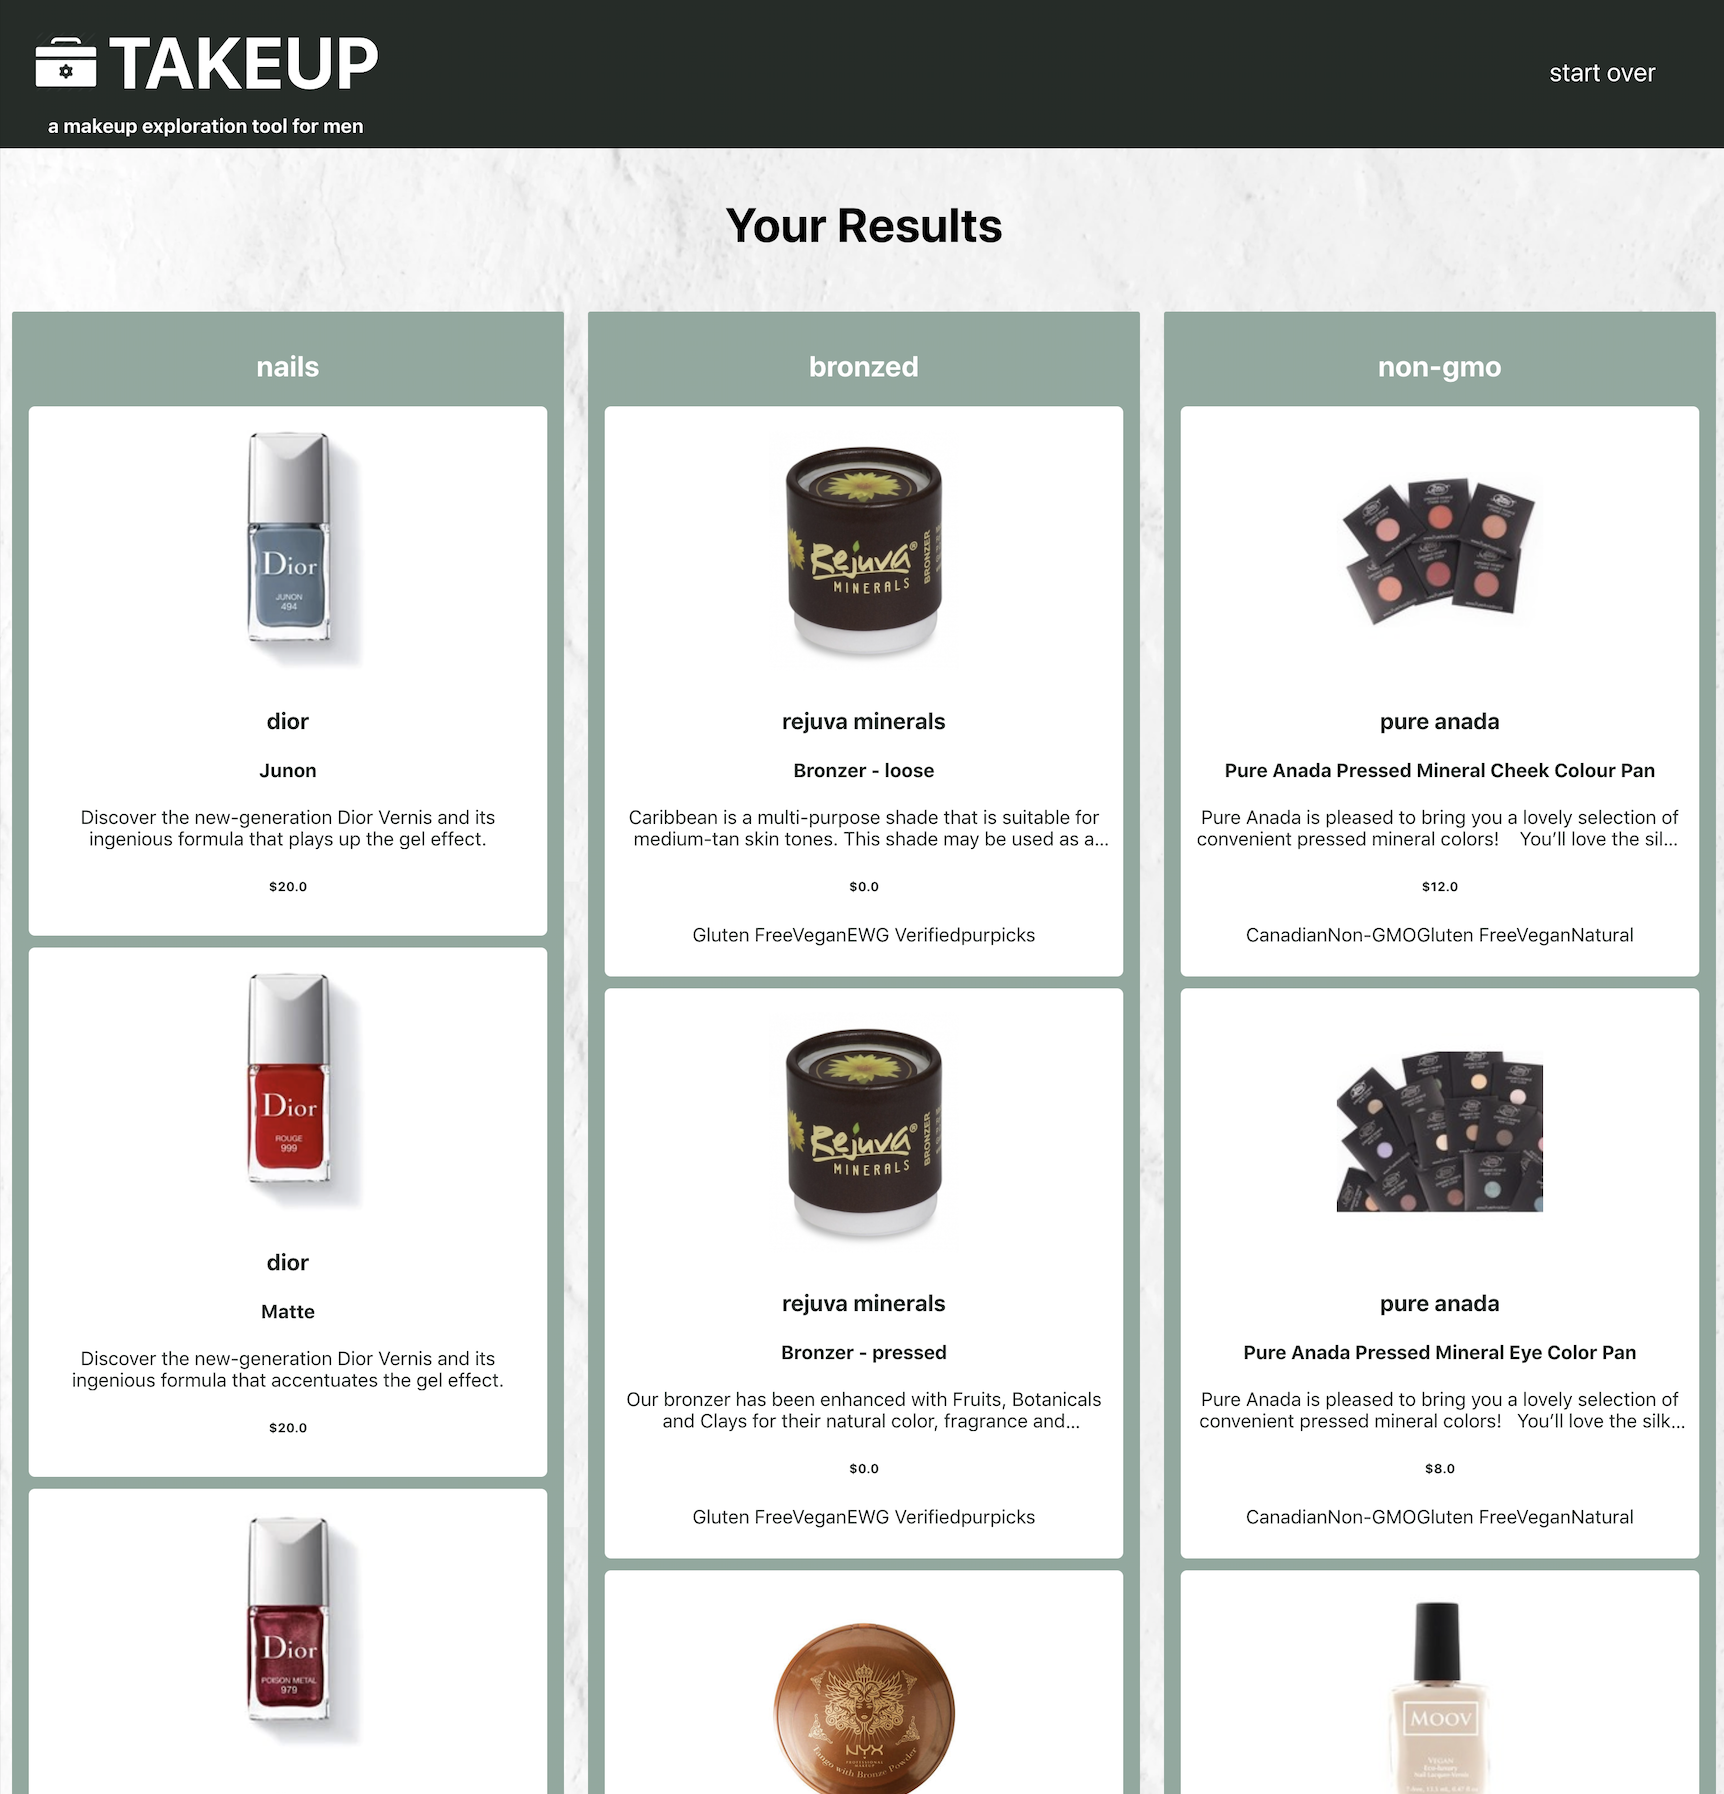 TAKEUP
a makeup exploration tool for men
start over
Your Results
nails
Dior
JUNON
494
dior
Junon
Discover the new-generation Dior Vernis and its
ingenious formula that plays up the gel effect.
$20.0
Dior
ROUGE
999
dior
Matte
Discover the new-generation Dior Vernis and its
ingenious formula that accentuates the gel effect.
$20.0
Dior
POISON METAL
979
bronzed
Rejuva®
MINERALS
BRONZER
rejuva minerals
Bronzer - loose
Caribbean is a multi-purpose shade that is suitable for
medium-tan skin tones. This shade may be used as a...
$0.0
Gluten FreeVeganEWG Verifiedpurpicks
Rejuva®
MINERALS
BRONZER
rejuva minerals
Bronzer - pressed
Our bronzer has been enhanced with Fruits, Botanicals
and Clays for their natural color, fragrance and...
$0.0
Gluten FreeVeganEWG Verifiedpurpicks
NYX
PROFESSIONAL MAKEUP
Tango with Bronze Powder
non-gmo
pure anada
Pure Anada Pressed Mineral Cheek Colour Pan
Pure Anada is pleased to bring you a lovely selection of
convenient pressed mineral colors!   You’ll love the sil...
$12.0
CanadianNon-GMOGluten FreeVeganNatural
pure anada
Pure Anada Pressed Mineral Eye Color Pan
Pure Anada is pleased to bring you a lovely selection of
convenient pressed mineral colors!   You’ll love the silk...
$8.0
CanadianNon-GMOGluten FreeVeganNatural
MOOV
VEGAN
Eco-luxury